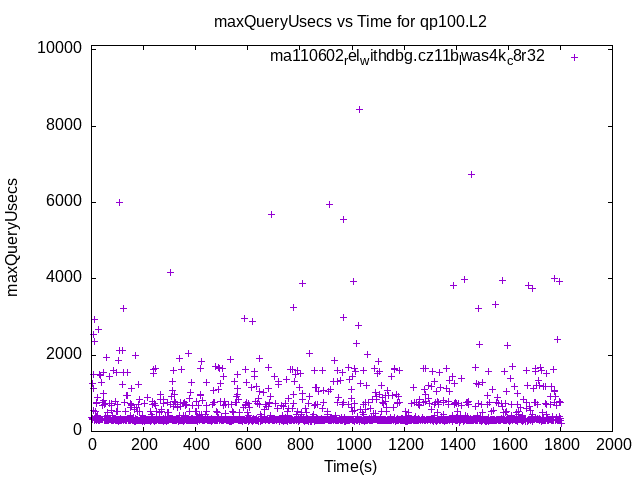 maxQueryUsecs vs Time for qp100.L2
ma110602relwithdbg.cz11blwas4kc8r32
maxQueryUsecs
10000
8000
6000
4000
2000
0
0 200 400 600 800 1000 1200 1400 1600 1800 2000
Time(s)